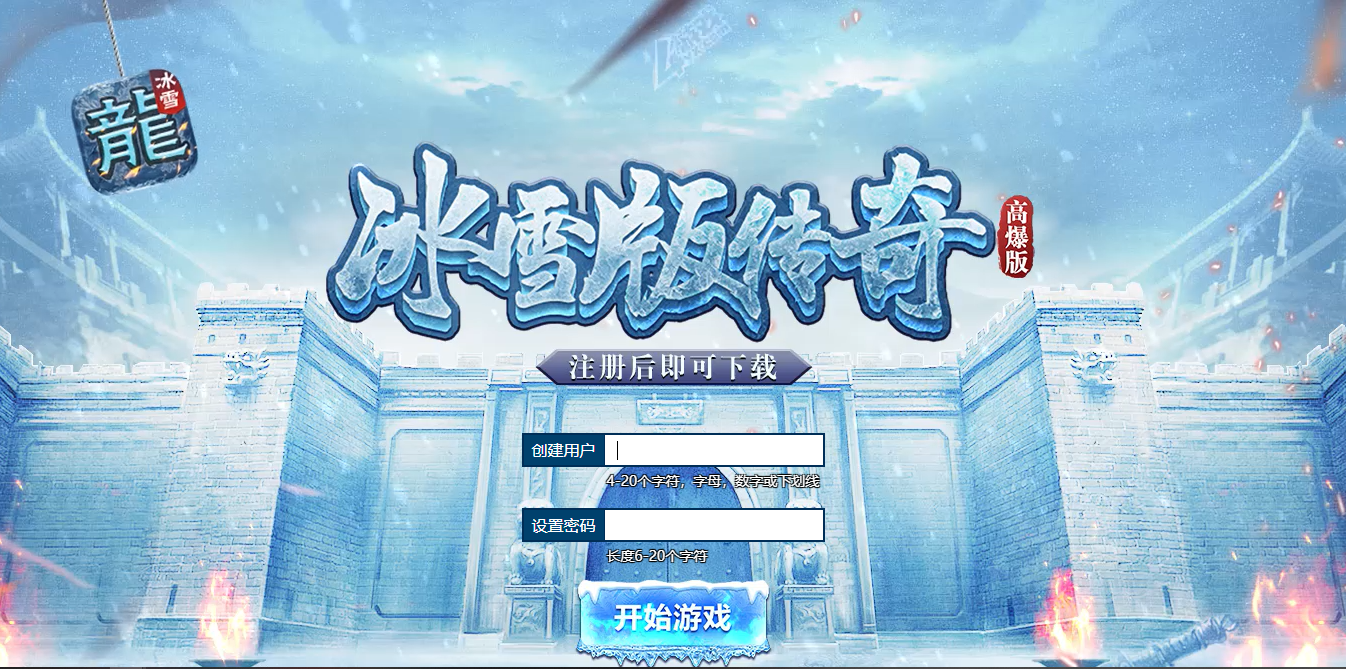 冰雪
龍
冰雪版传奇
高爆版
注册后即可下载
创建用户
4-20个字符，字母，数字或下划线
设置密码
长度6-20个字符
开始游戏